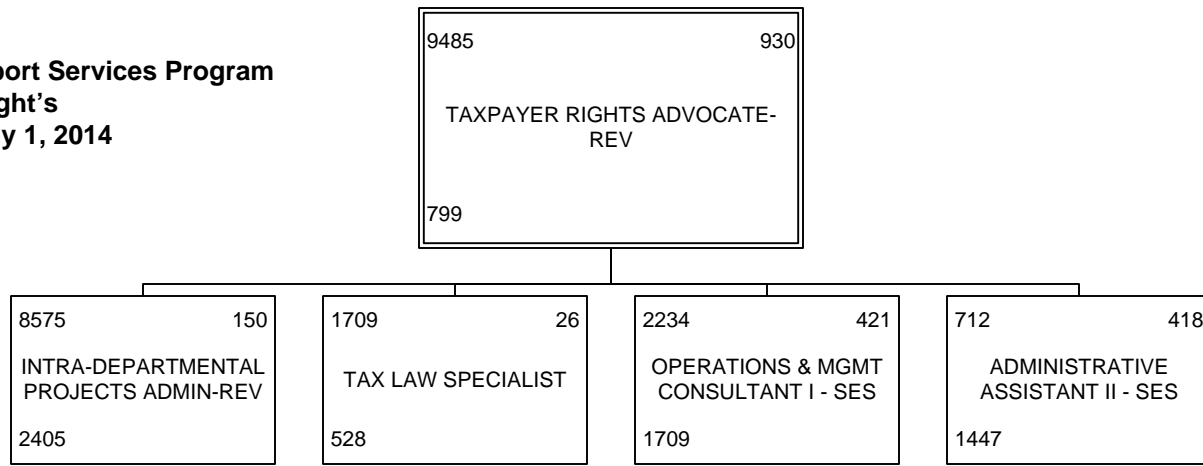 port Services Program
ght's
y 1, 2014
9485 930
TAXPAYER RIGHTS ADVOCATE-
REV
799
8575 150
INTRA-DEPARTMENTAL
PROJECTS ADMIN-REV
2405
1709 26
TAX LAW SPECIALIST
528
2234 421
OPERATIONS & MGMT
CONSULTANT I - SES
1709
712 418
ADMINISTRATIVE
ASSISTANT II - SES
1447